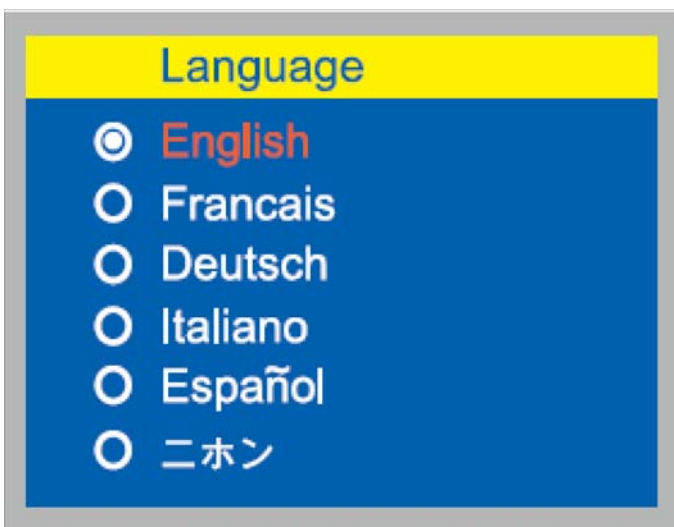 Language
English
Francais
Deutsch
Italiano
Español
ニホン